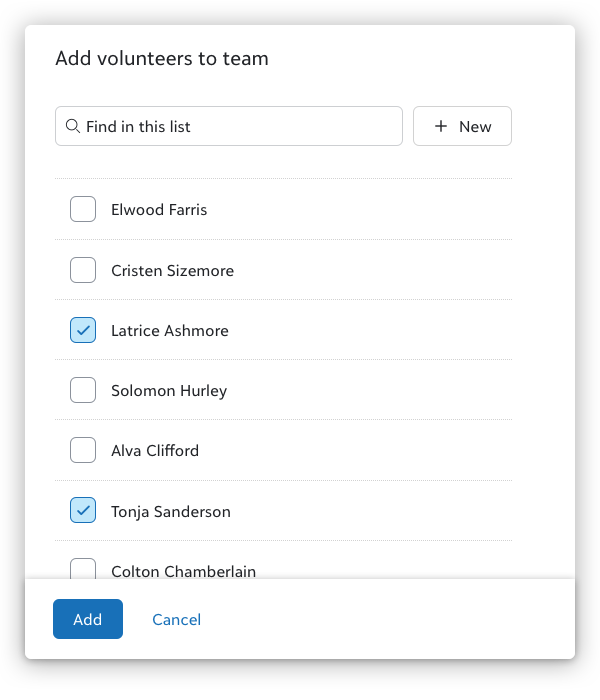 Add volunteers to team
Find in this list
New
Elwood Farris
Cristen Sizemore
Latrice Ashmore
Solomon Hurley
Alva Clifford
Tonja Sanderson
Colton Chamberlain
Add
Cancel